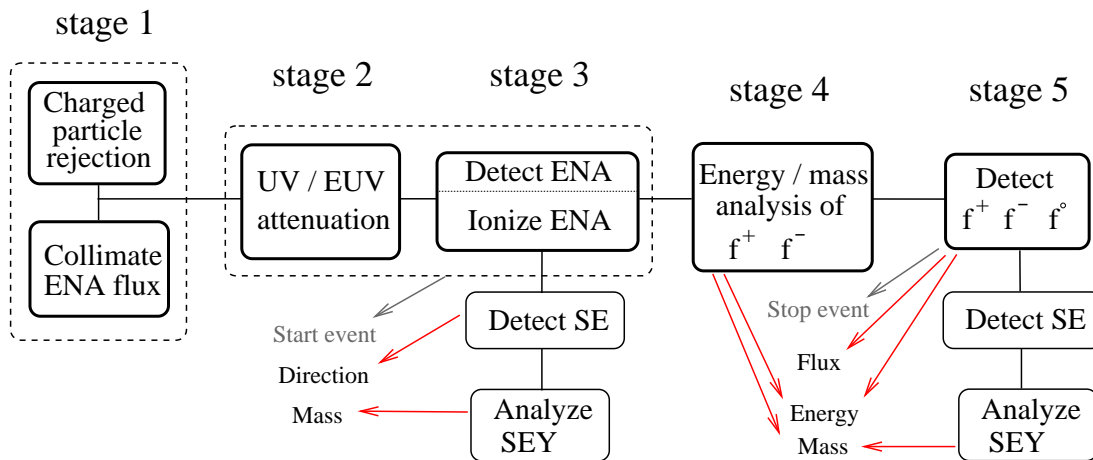 stage 1
Charged
particle
rejection
Collimate
ENA flux
stage 2
UV / EUV
attenuation
stage 3
Detect ENA
Ionize ENA
Start event
Direction
Mass
Detect SE
Analyze
SEY
stage 4
Energy / mass
analysis of
f⁺ f⁻
stage 5
Detect
f⁺ f⁻ f°
Stop event
Flux
Energy
Mass
Detect SE
Analyze
SEY